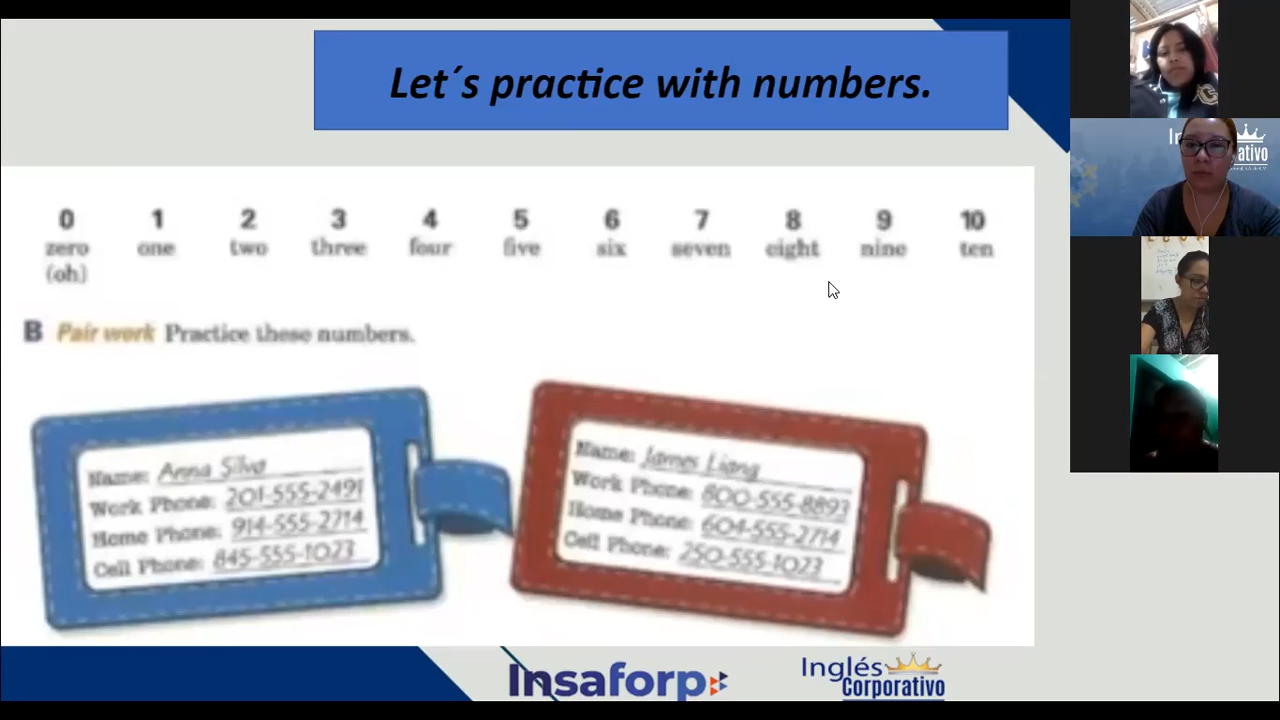 Let´s practice with numbers.
0 1 2 3 4 5 6 7 8 9 10
zero one two three four five six seven eight nine ten
(oh)
B Pair work Practice these numbers.
Name: Anna Silva
Work Phone: 201-555-2491
Home Phone: 914-555-2714
Cell Phone: 845-555-1023
Name: James Liang
Work Phone: 800-555-8893
Home Phone: 604-555-2714
Cell Phone: 250-555-1023
Insaforp
Inglés
Corporativo